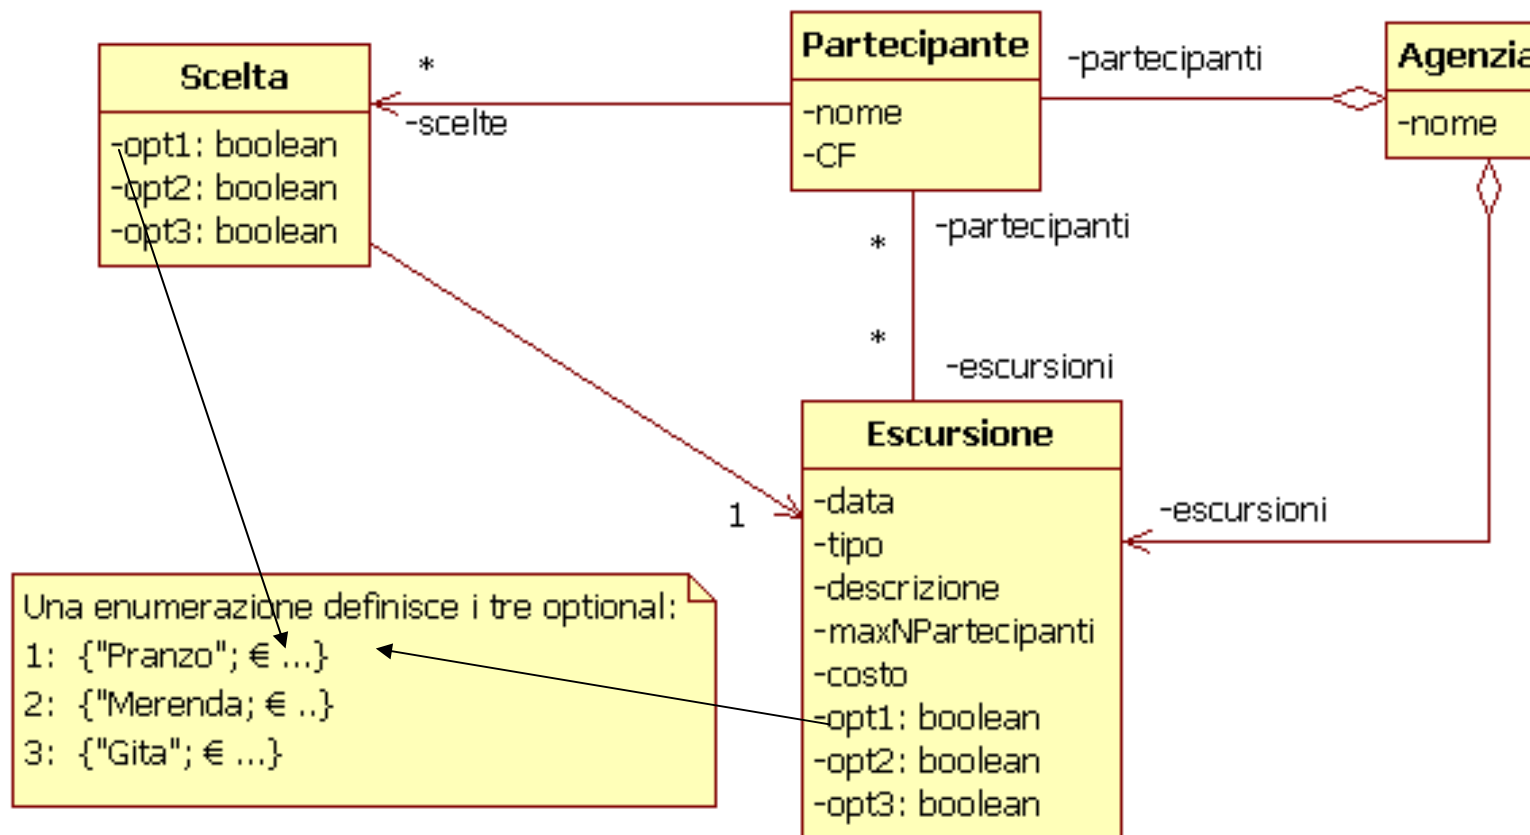 Scelta
-opt1: boolean
-opt2: boolean
-opt3: boolean
*
-scelte
Partecipante
-nome
-CF
-partecipanti
Agenzia
-nome
-partecipanti
*
*
-escursioni
Escursione
-data
-tipo
-descrizione
-maxNPartecipanti
-costo
-opt1: boolean
-opt2: boolean
-opt3: boolean
1
-escursioni
Una enumerazione definisce i tre optional:
1: {"Pranzo"; € ...}
2: {"Merenda; € ..}
3: {"Gita"; € ...}